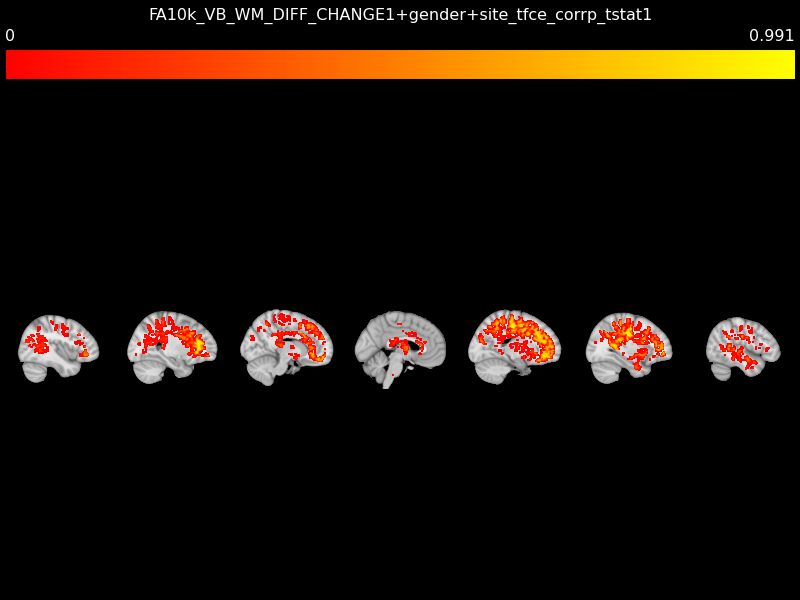 FA10k_VB_WM_DIFF_CHANGE1+gender+site_tfce_corrp_tstat1
0 0.991